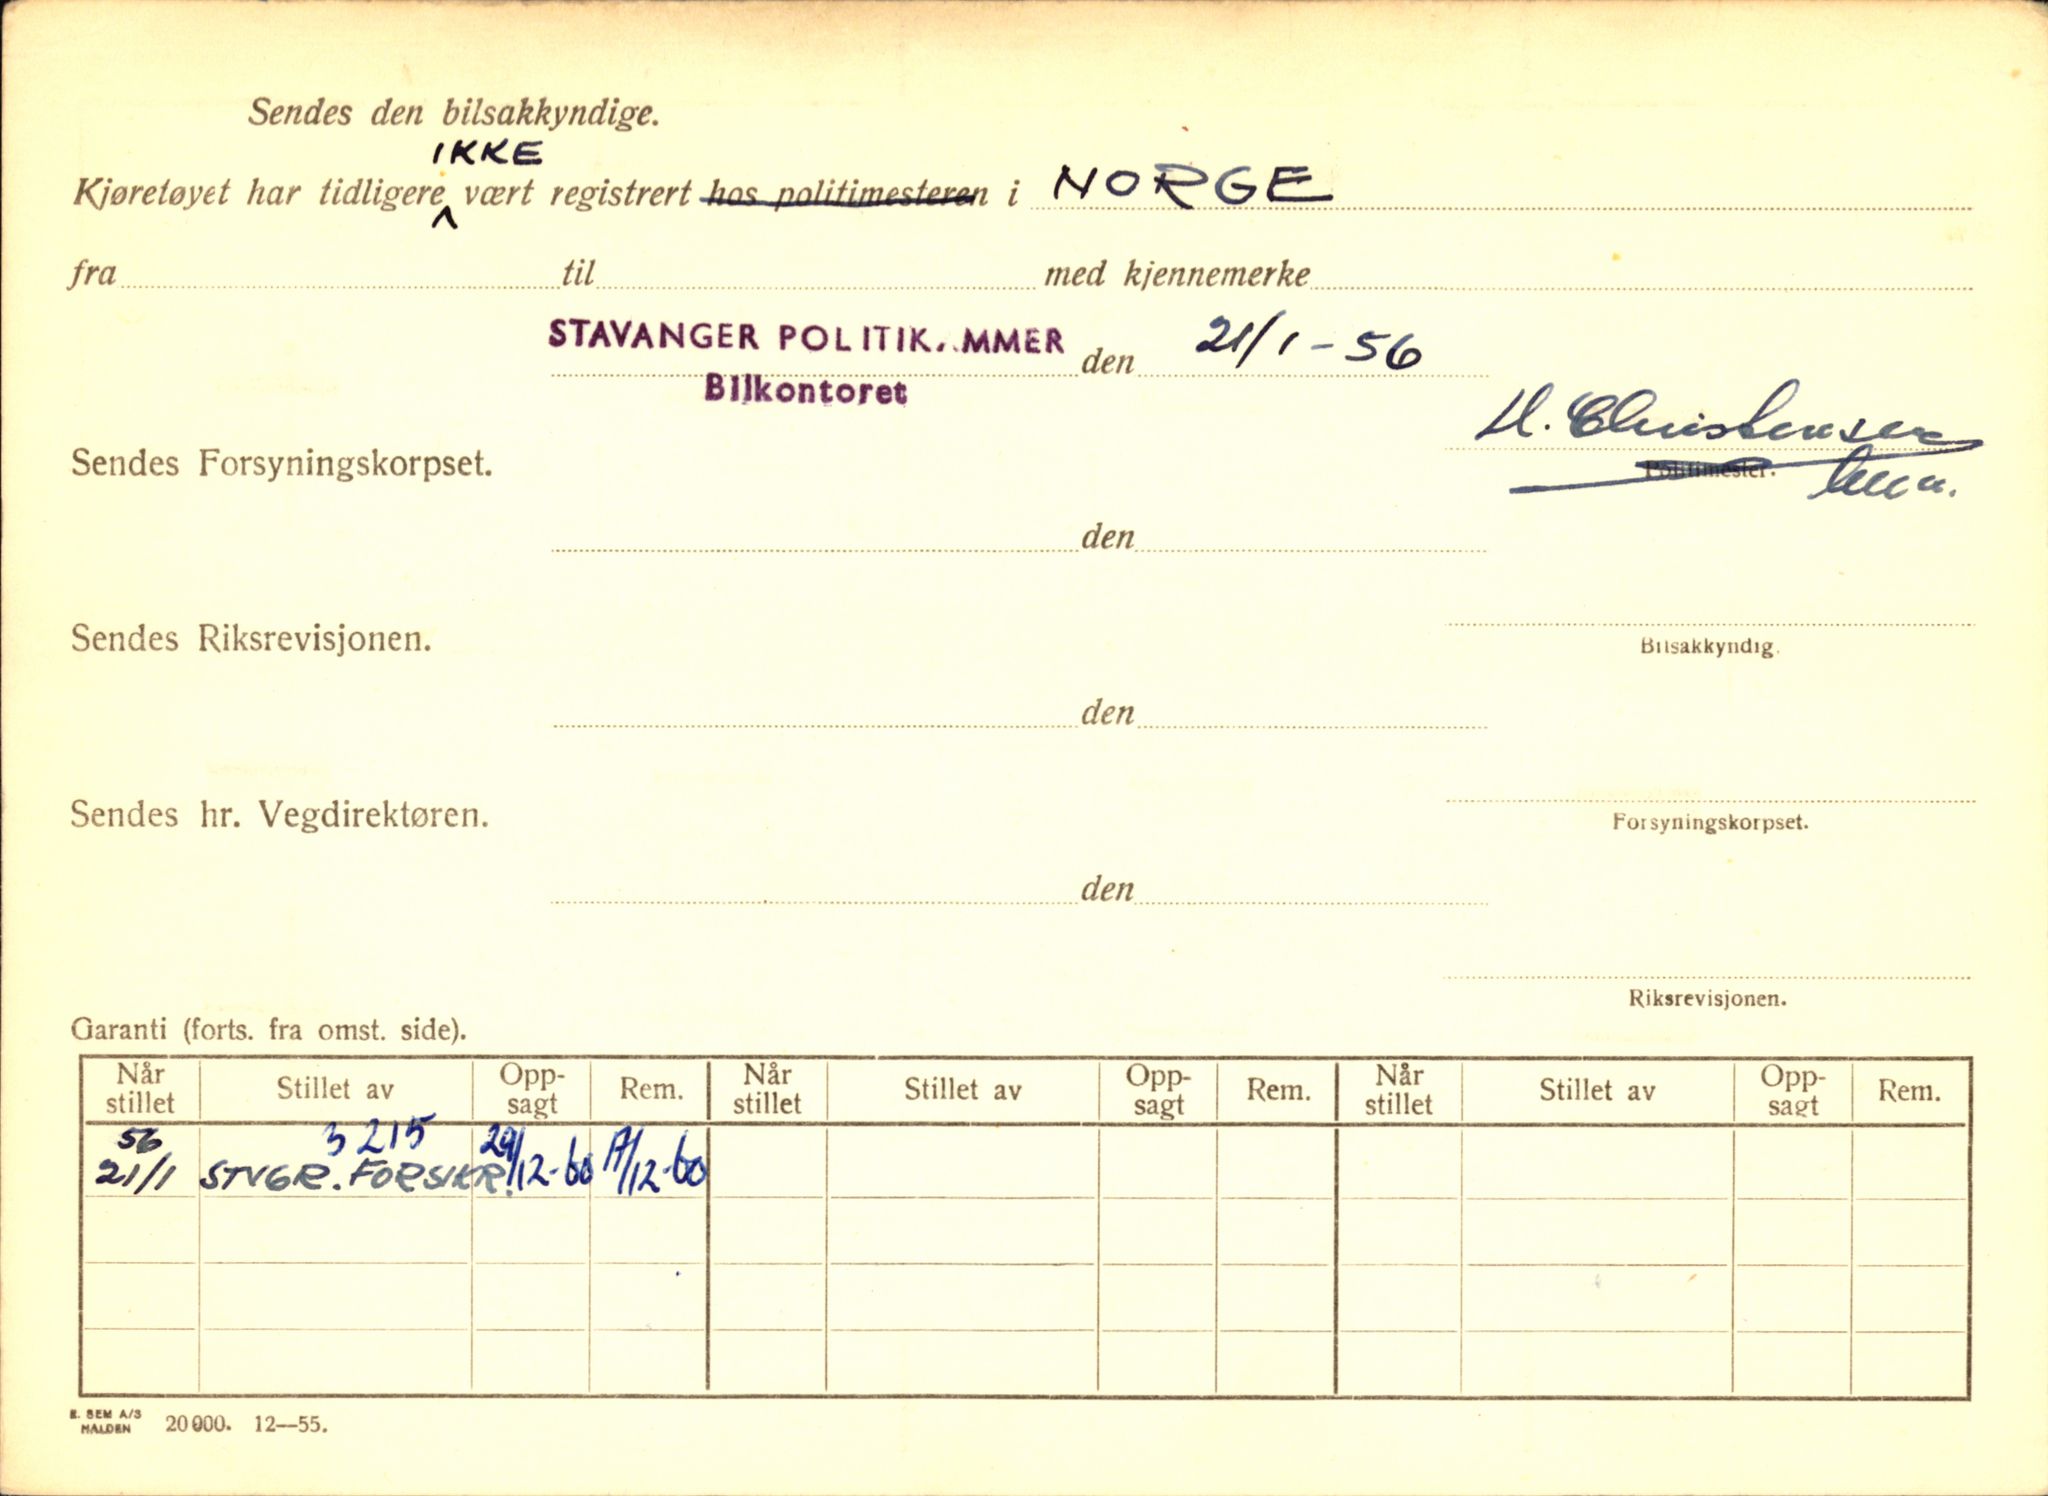 Sendes den bilsakkyndige.
IKKE
Kjøretøyet har tidligere ^ vært registrert hos politimesteren i NORGE
fra til med kjennemerke
STAVANGER POLITIK. MMER den 21/1-56
Bilkontoret
H. Christensen
Sendes Forsyningskorpset. Politimester.
den
Sendes Riksrevisjonen. Bilsakkyndig.
den
Sendes hr. Vegdirektøren. Forsyningskorpset.
den
Riksrevisjonen.
Garanti (forts. fra omst. side).
Når stillet Stillet av Opp-sagt Rem. Når stillet Stillet av Opp-sagt Rem. Når stillet Stillet av Opp-sagt Rem.
56 3215 29/12-60
21/1 STVGR. FORSIKR. /12-60
E. SEM A/S
HALDEN 20000. 12—55.